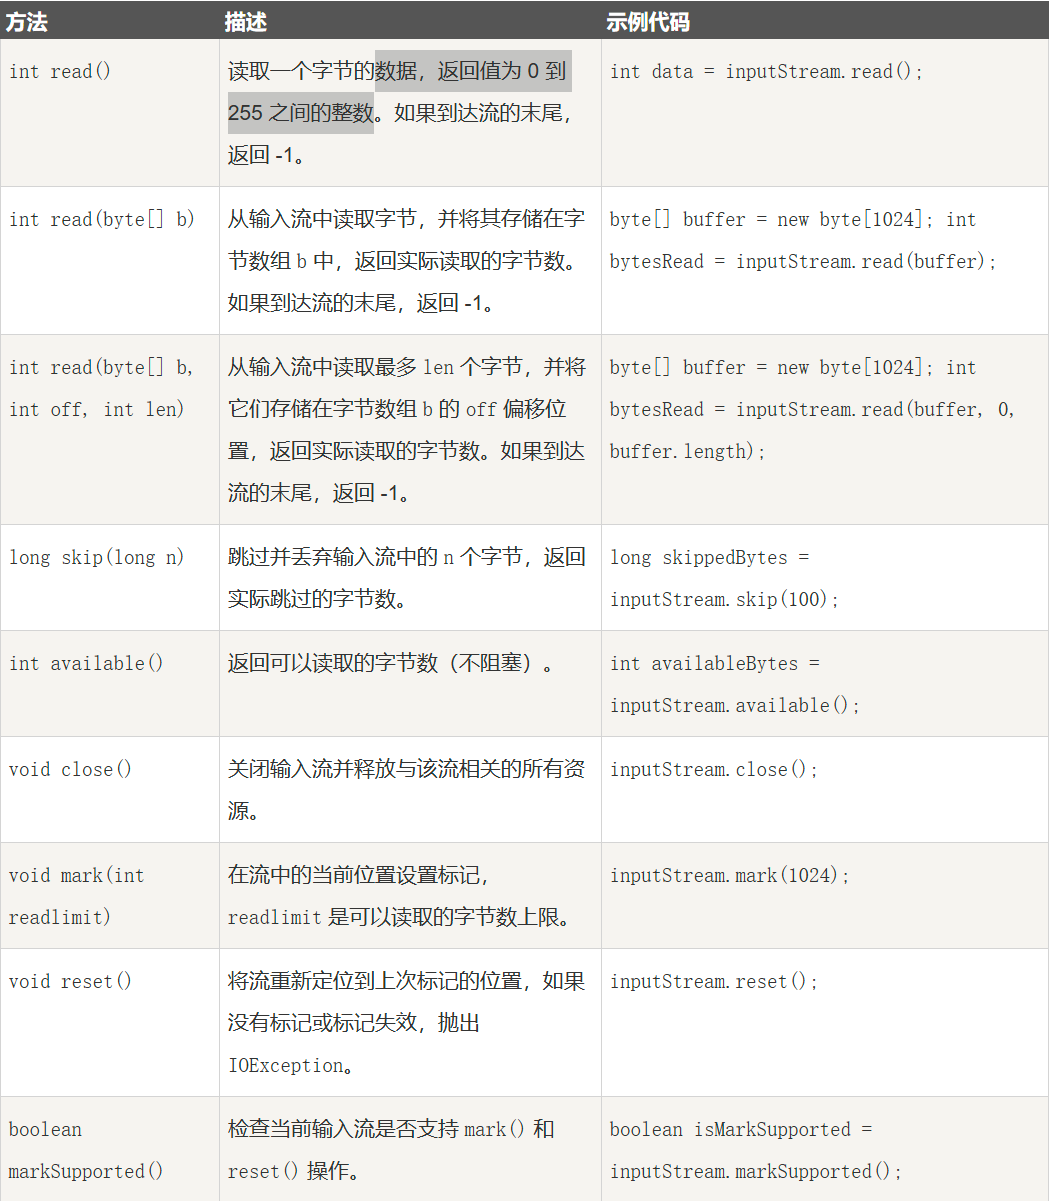 方法 描述 示例代码
int read() 读取一个字节的数据，返回值为 0 到 int data = inputStream.read();
255 之间的整数。如果到达流的末尾，
返回 -1。
int read(byte[] b) 从输入流中读取字节，并将其存储在字 byte[] buffer = new byte[1024]; int
节数组 b 中，返回实际读取的字节数。 bytesRead = inputStream.read(buffer);
如果到达流的末尾，返回 -1。
int read(byte[] b, 从输入流中读取最多 len 个字节，并将 byte[] buffer = new byte[1024]; int
int off, int len) 它们存储在字节数组 b 的 off 偏移位 bytesRead = inputStream.read(buffer, 0,
置，返回实际读取的字节数。如果到达 buffer.length);
流的末尾，返回 -1。
long skip(long n) 跳过并丢弃输入流中的 n 个字节，返回 long skippedBytes =
实际跳过的字节数。 inputStream.skip(100);
int available() 返回可以读取的字节数（不阻塞）。 int availableBytes =
inputStream.available();
void close() 关闭输入流并释放与该流相关的所有资 inputStream.close();
源。
void mark(int 在流中的当前位置设置标记， inputStream.mark(1024);
readlimit) readlimit 是可以读取的字节数上限。
void reset() 将流重新定位到上次标记的位置，如果 inputStream.reset();
没有标记或标记失效，抛出
IOException。
boolean 检查当前输入流是否支持 mark() 和 boolean isMarkSupported =
markSupported() reset() 操作。 inputStream.markSupported();